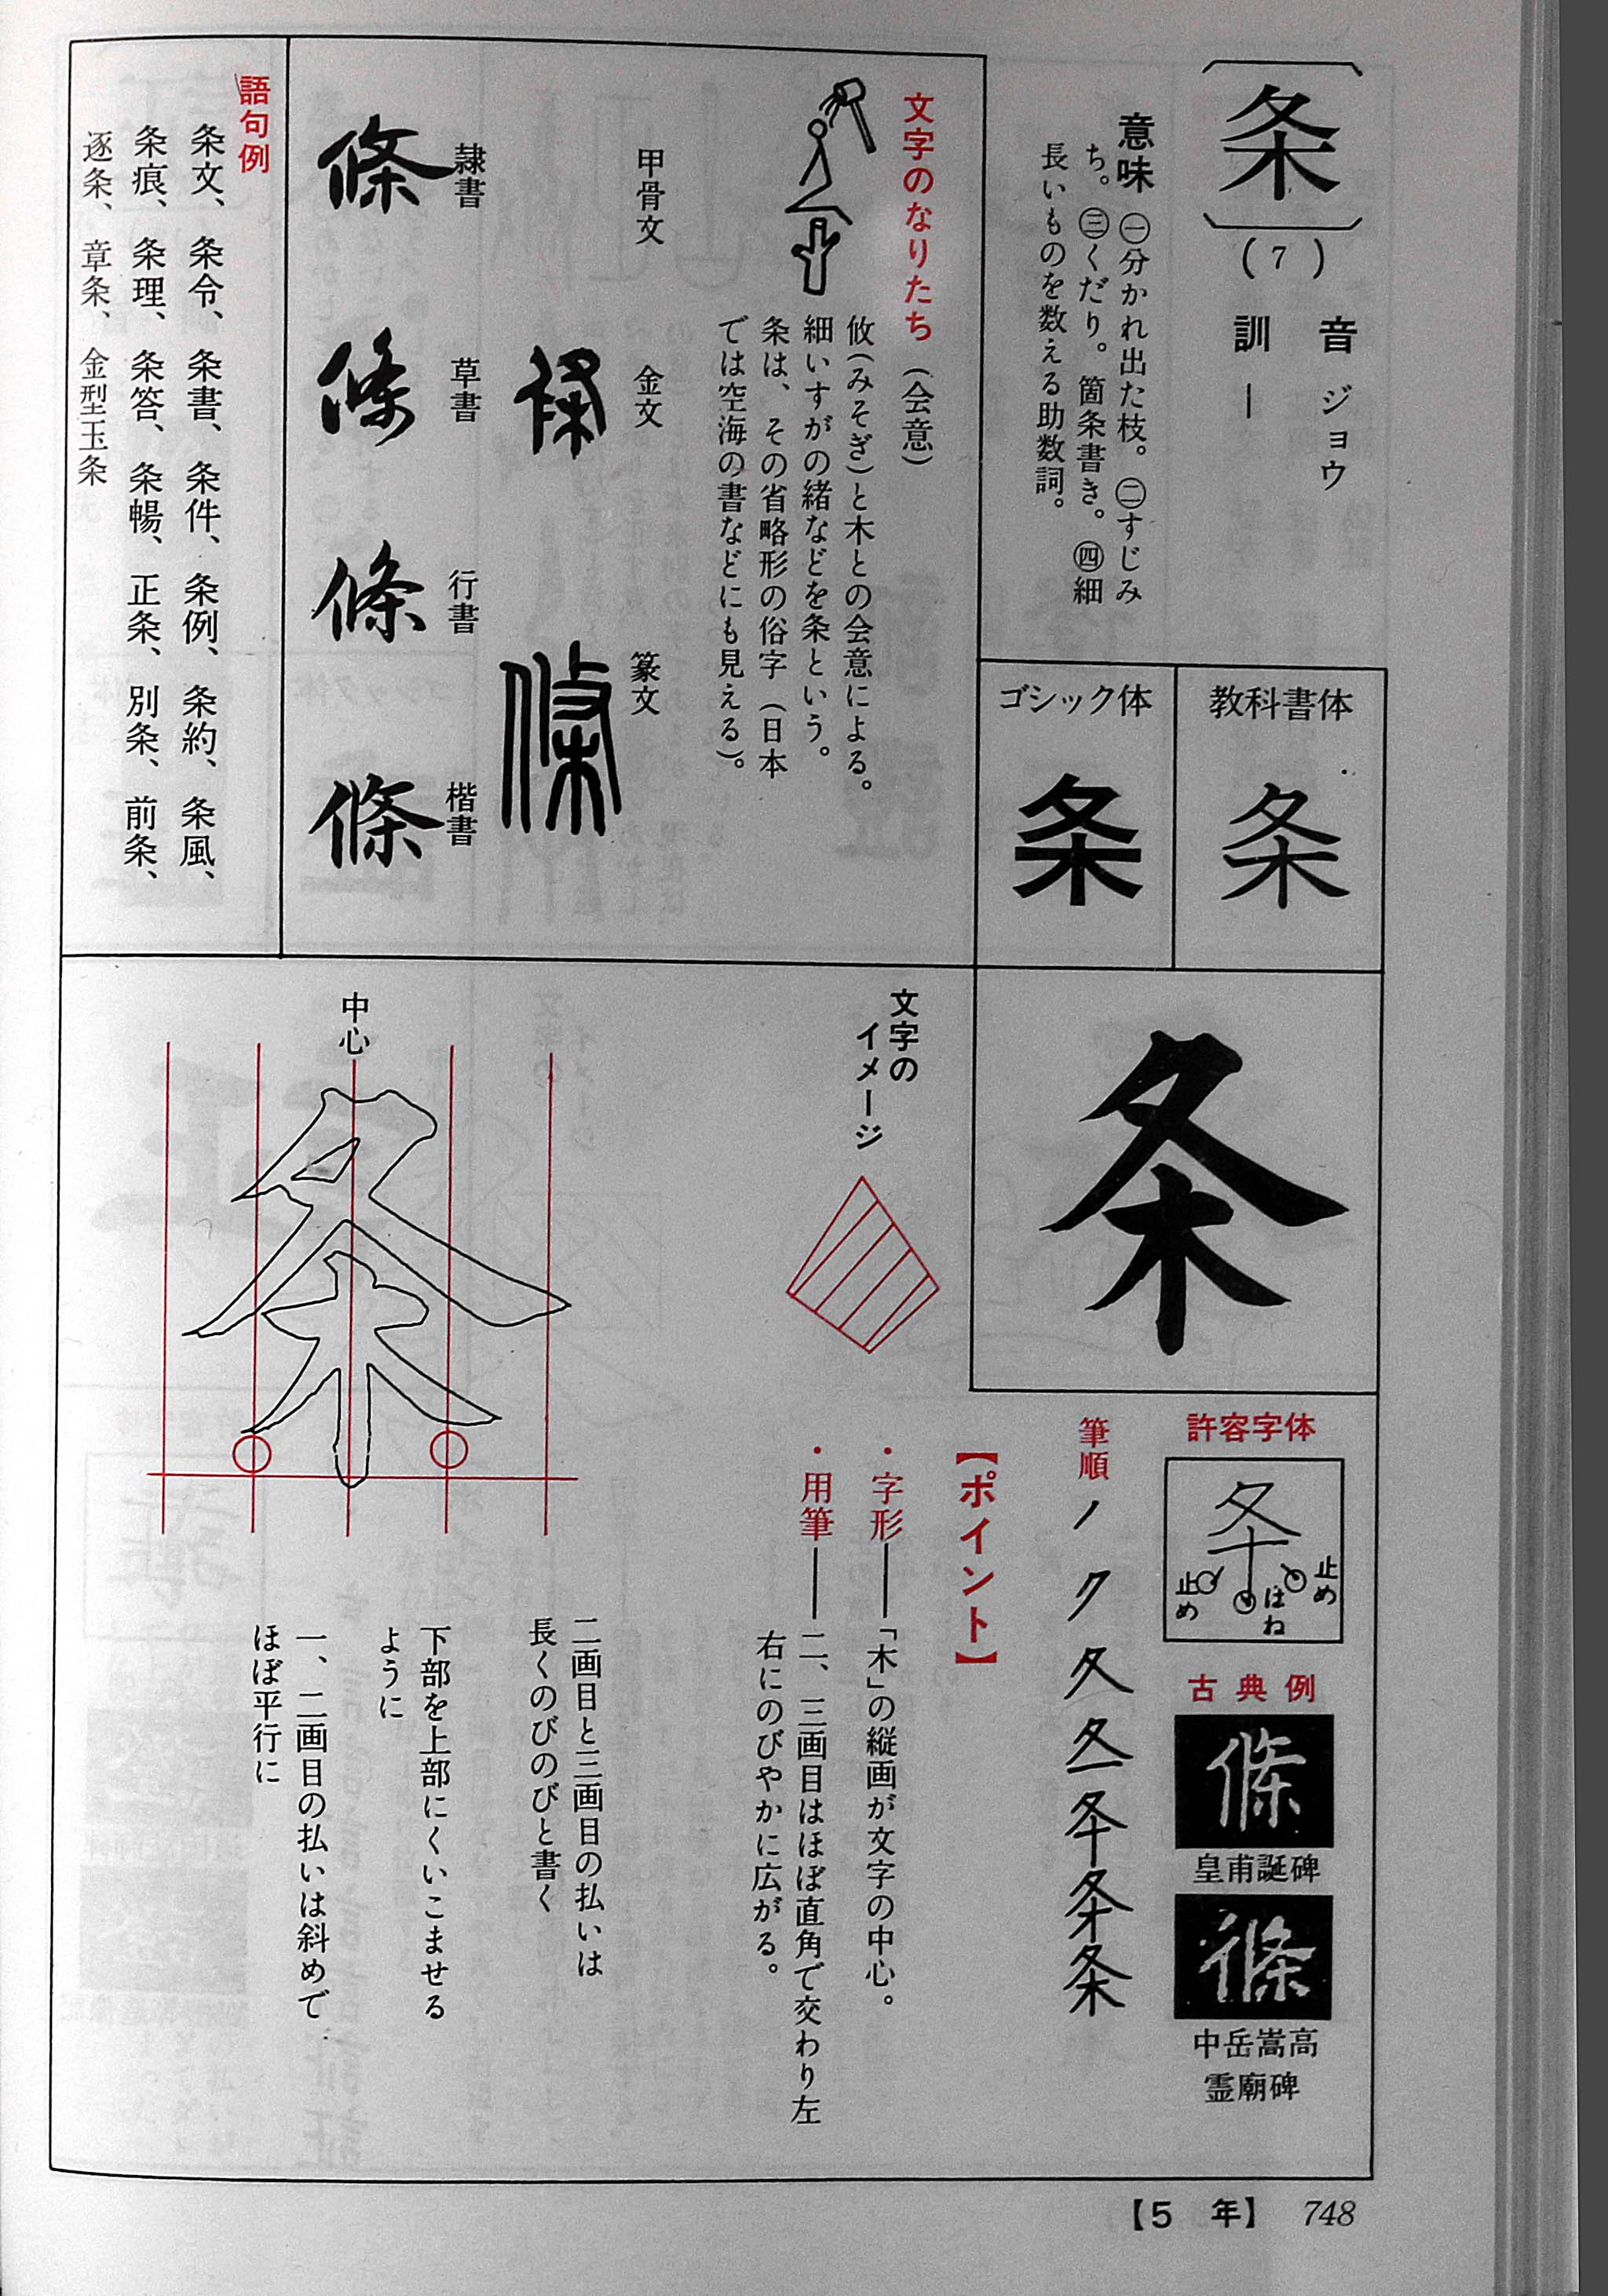 条
(7)
音 ジョウ
訓 ―
意味 ㊀分かれ出た枝。㊁すじみ
ち。㊂くだり。箇条書き。㊃細
長いものを数える助数詞。
教科書体
条
ゴシック体
条
文字のなりたち(会意)
攸(みそぎ)と木との会意による。
細いすがの緒などを条という。
条は、その省略形の俗字(日本
では空海の書などにも見える)。
甲骨文
金文
篆文
條
隷書
條
草書
條
行書
條
楷書
條
語句例
条文、条令、条書、条件、条例、条約、条風、
条痕、条理、条答、条暢、正条、別条、前条、
逐条、章条、金型玉条
条
許容字体
条
止め
はね
止め
古典例
條
皇甫誕碑
條
中岳嵩高
霊廟碑
筆順 ノ ク 夂 条
文字の
イメージ
【ポイント】
・字形―「木」の縦画が文字の中心。
・用筆―二、三画目はほぼ直角で交わり左
右にのびやかに広がる。
中心
条
二画目と三画目の払いは
長くのびのびと書く
下部を上部にくいこませる
ように
一、二画目の払いは斜めで
ほぼ平行に
【5年】 748